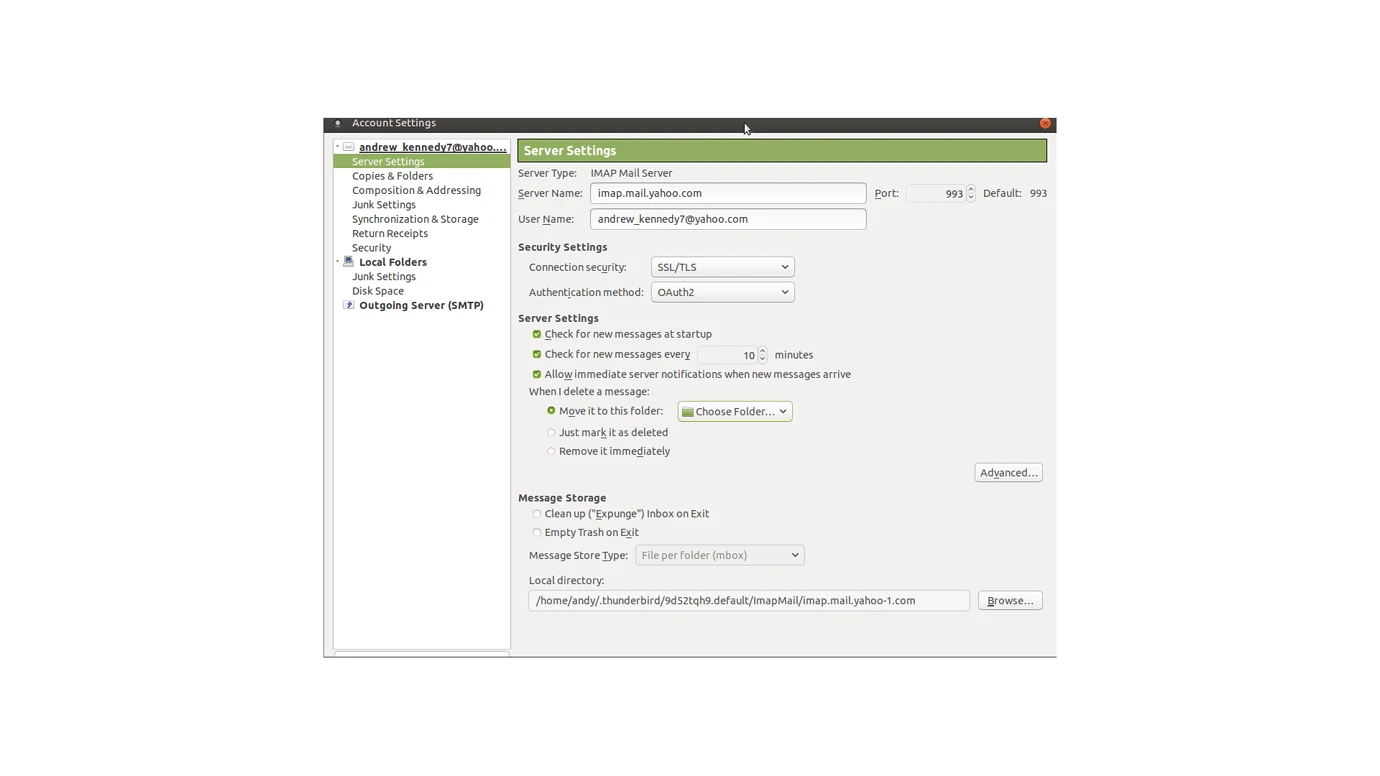 Account Settings
andrew_kennedy7@yahoo....
Server Settings
Copies & Folders
Composition & Addressing
Junk Settings
Synchronization & Storage
Return Receipts
Security
Local Folders
Junk Settings
Disk Space
Outgoing Server (SMTP)
Server Settings
Server Type: IMAP Mail Server
Server Name: imap.mail.yahoo.com Port: 993 Default: 993
User Name: andrew_kennedy7@yahoo.com
Security Settings
Connection security: SSL/TLS
Authentication method: OAuth2
Server Settings
Check for new messages at startup
Check for new messages every 10 minutes
Allow immediate server notifications when new messages arrive
When I delete a message:
Move it to this folder: Choose Folder...
Just mark it as deleted
Remove it immediately
Advanced...
Message Storage
Clean up ("Expunge") Inbox on Exit
Empty Trash on Exit
Message Store Type: File per folder (mbox)
Local directory:
/home/andy/.thunderbird/9d52tqh9.default/ImapMail/imap.mail.yahoo-1.com Browse...